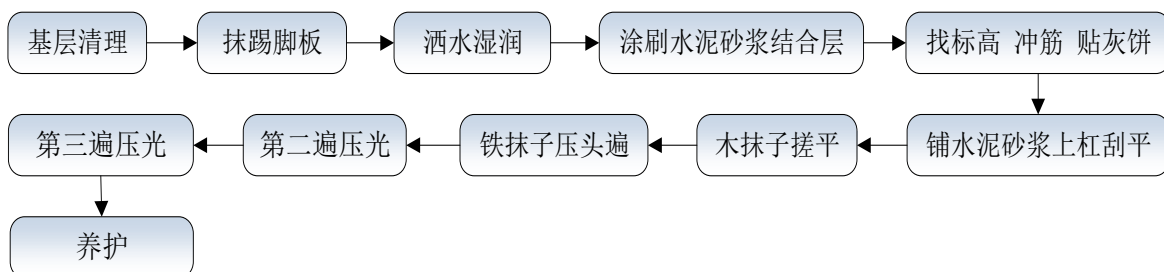 基层清理
抹踢脚板
洒水湿润
涂刷水泥砂浆结合层
找标高 冲筋 贴灰饼
铺水泥砂浆上杠刮平
木抹子搓平
铁抹子压头遍
第二遍压光
第三遍压光
养护